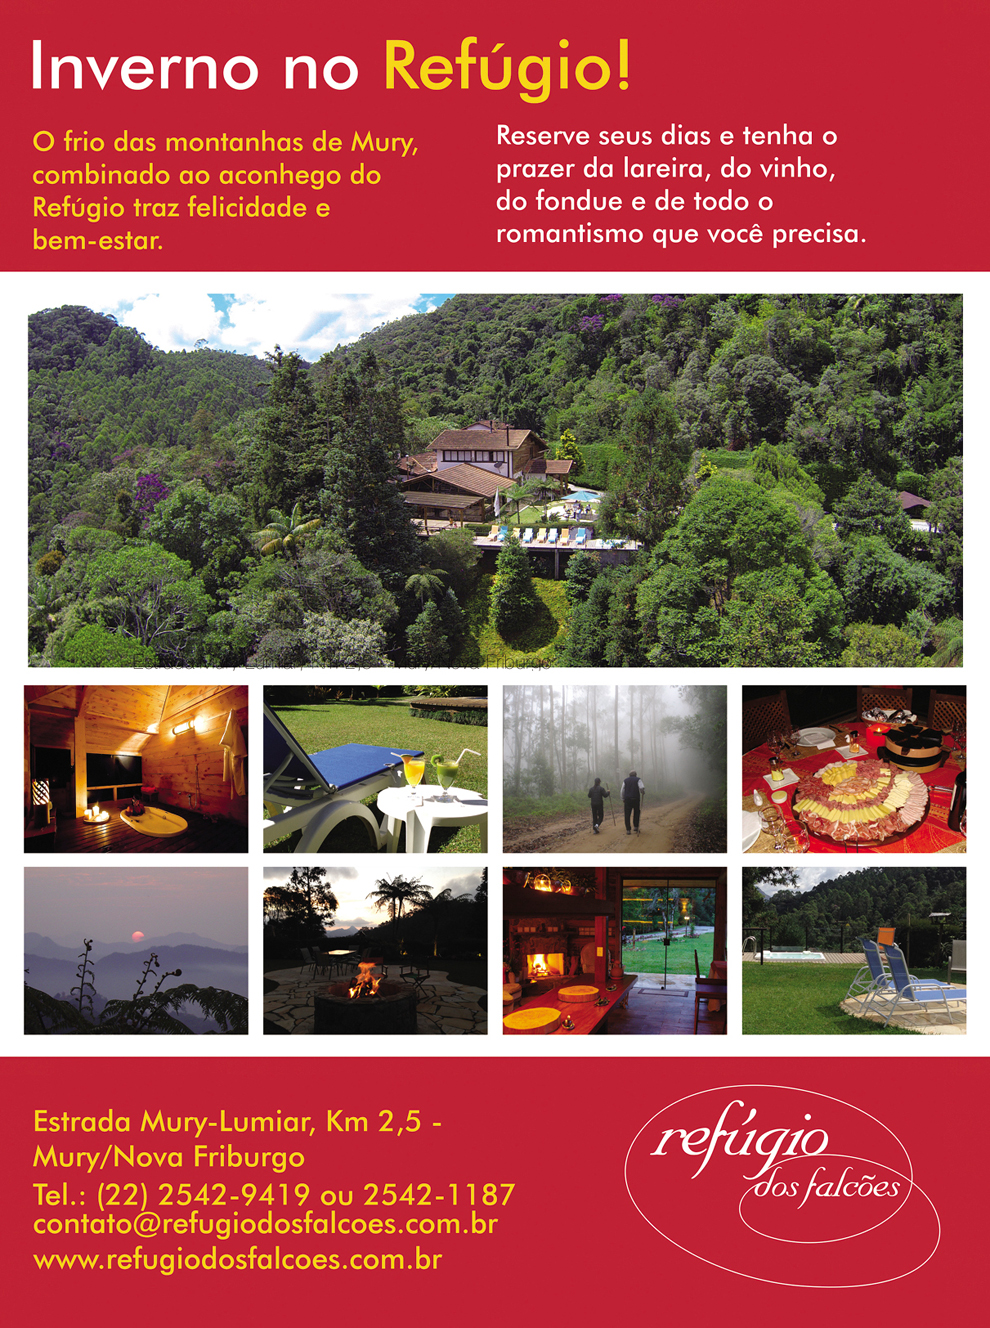 Inverno no Refúgio!
O frio das montanhas de Mury,
combinado ao aconhego do
Refúgio traz felicidade e
bem-estar.
Reserve seus dias e tenha o
prazer da lareira, do vinho,
do fondue e de todo o
romantismo que você precisa.
Estrada Mury-Lumiar, Km 2,5 -
Mury/Nova Friburgo
Tel.: (22) 2542-9419 ou 2542-1187
contato@refugiodosfalcoes.com.br
www.refugiodosfalcoes.com.br
refúgio
dos falcões